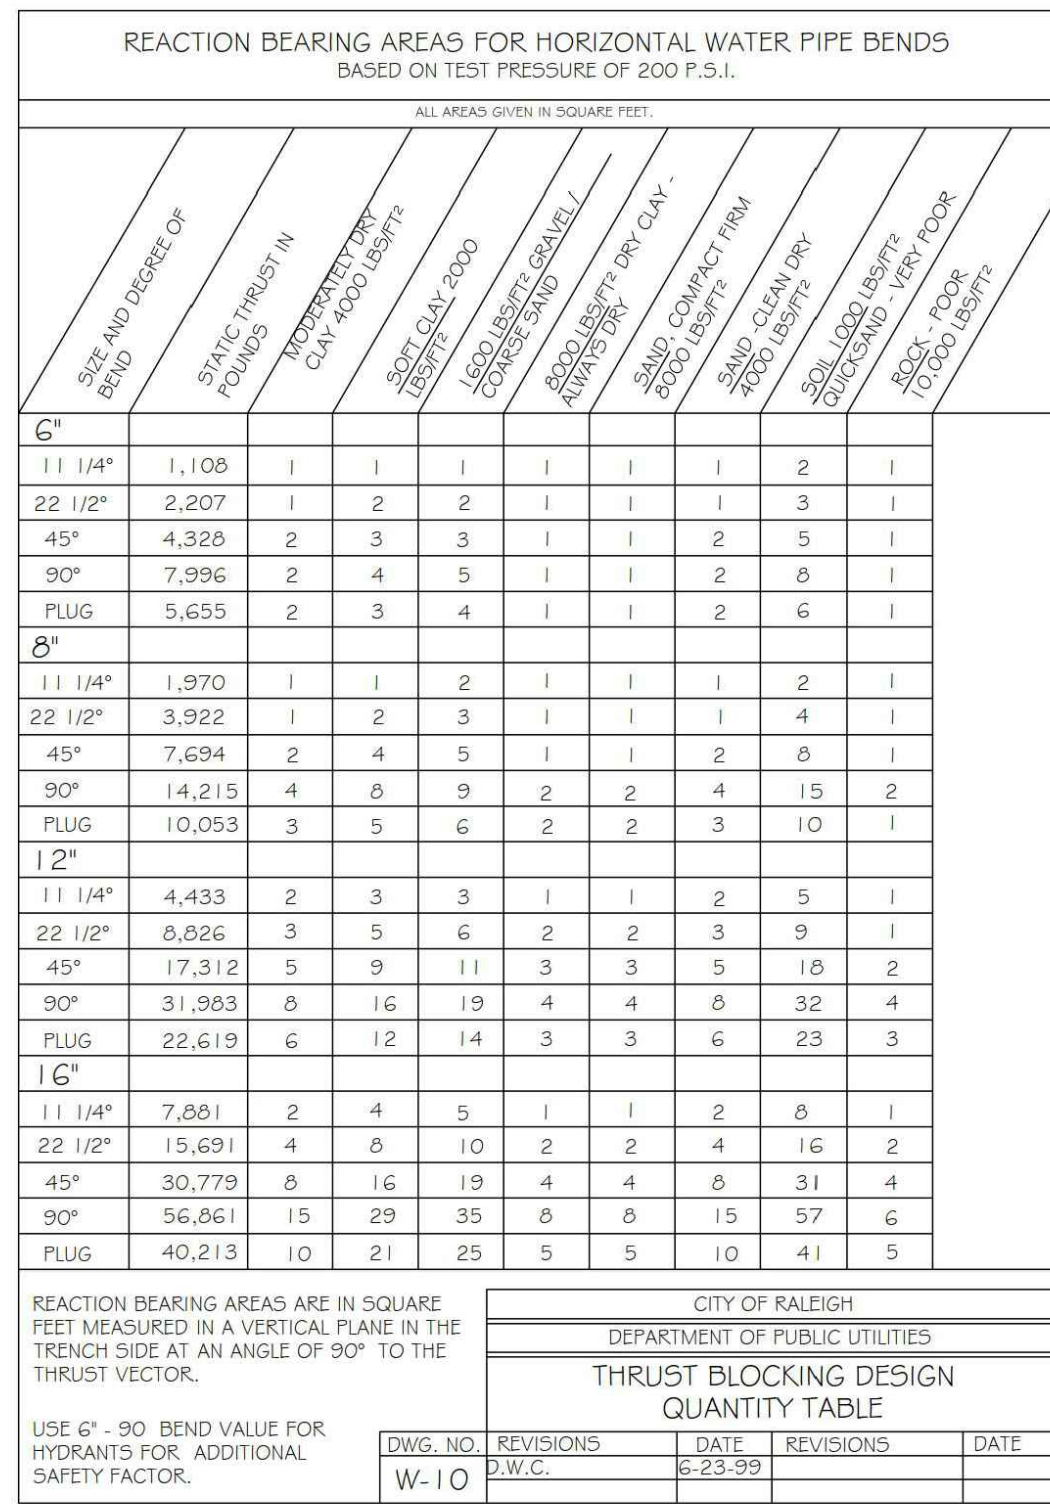 REACTION BEARING AREAS FOR HORIZONTAL WATER PIPE BENDS
BASED ON TEST PRESSURE OF 200 P.S.I.
ALL AREAS GIVEN IN SQUARE FEET.
SIZE AND DEGREE OF
BEND
STATIC THRUST IN
POUNDS
MODERATELY DRY
CLAY 4000 LBS/FT²
SOFT CLAY 2000
LBS/FT²
1600 LBS/FT² GRAVEL /
COARSE SAND
8000 LBS/FT² DRY CLAY -
ALWAYS DRY
SAND, COMPACT FIRM
8000 LBS/FT²
SAND -CLEAN DRY
4000 LBS/FT²
SOIL 1000 LBS/FT²
QUICKSAND - VERY POOR
ROCK - POOR
10,000 LBS/FT²
6"
11 1/4° 1,108 1 1 1 1 1 1 2 1
22 1/2° 2,207 1 2 2 1 1 1 3 1
45° 4,328 2 3 3 1 1 2 5 1
90° 7,996 2 4 5 1 1 2 8 1
PLUG 5,655 2 3 4 1 1 2 6 1
8"
11 1/4° 1,970 1 1 2 1 1 1 2 1
22 1/2° 3,922 1 2 3 1 1 1 4 1
45° 7,694 2 4 5 1 1 2 8 1
90° 14,215 4 8 9 2 2 4 15 2
PLUG 10,053 3 5 6 2 2 3 10 1
12"
11 1/4° 4,433 2 3 3 1 1 2 5 1
22 1/2° 8,826 3 5 6 2 2 3 9 1
45° 17,312 5 9 11 3 3 5 18 2
90° 31,983 8 16 19 4 4 8 32 4
PLUG 22,619 6 12 14 3 3 6 23 3
16"
11 1/4° 7,881 2 4 5 1 1 2 8 1
22 1/2° 15,691 4 8 10 2 2 4 16 2
45° 30,779 8 16 19 4 4 8 31 4
90° 56,861 15 29 35 8 8 15 57 6
PLUG 40,213 10 21 25 5 5 10 41 5
REACTION BEARING AREAS ARE IN SQUARE
FEET MEASURED IN A VERTICAL PLANE IN THE
TRENCH SIDE AT AN ANGLE OF 90° TO THE
THRUST VECTOR.
USE 6" - 90 BEND VALUE FOR
HYDRANTS FOR ADDITIONAL
SAFETY FACTOR.
CITY OF RALEIGH
DEPARTMENT OF PUBLIC UTILITIES
THRUST BLOCKING DESIGN
QUANTITY TABLE
DWG. NO. REVISIONS DATE REVISIONS DATE
W-10 D.W.C. 6-23-99